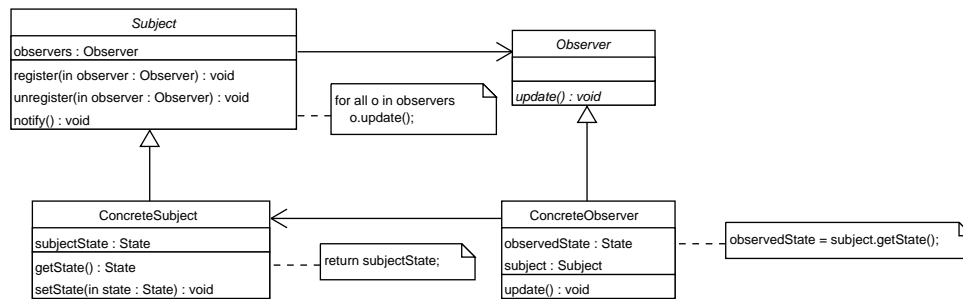 Subject
observers : Observer
register(in observer : Observer) : void
unregister(in observer : Observer) : void
notify() : void
for all o in observers
o.update();
Observer
update() : void
ConcreteSubject
subjectState : State
getState() : State
setState(in state : State) : void
return subjectState;
ConcreteObserver
observedState : State
subject : Subject
update() : void
observedState = subject.getState();